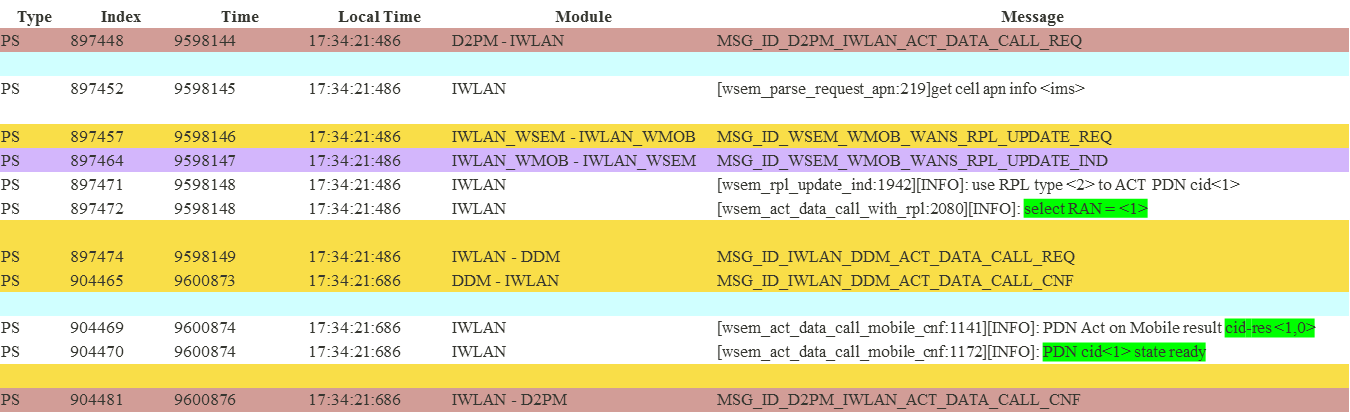 Type Index Time Local Time Module Message
PS 897448 9598144 17:34:21:486 D2PM - IWLAN MSG_ID_D2PM_IWLAN_ACT_DATA_CALL_REQ
PS 897452 9598145 17:34:21:486 IWLAN [wsem_parse_request_apn:219]get cell apn info <ims>
PS 897457 9598146 17:34:21:486 IWLAN_WSEM - IWLAN_WMOB MSG_ID_WSEM_WMOB_WANS_RPL_UPDATE_REQ
PS 897464 9598147 17:34:21:486 IWLAN_WMOB - IWLAN_WSEM MSG_ID_WSEM_WMOB_WANS_RPL_UPDATE_IND
PS 897471 9598148 17:34:21:486 IWLAN [wsem_rpl_update_ind:1942][INFO]: use RPL type <2> to ACT PDN cid<1>
PS 897472 9598148 17:34:21:486 IWLAN [wsem_act_data_call_with_rpl:2080][INFO]: select RAN = <1>
PS 897474 9598149 17:34:21:486 IWLAN - DDM MSG_ID_IWLAN_DDM_ACT_DATA_CALL_REQ
PS 904465 9600873 17:34:21:686 DDM - IWLAN MSG_ID_IWLAN_DDM_ACT_DATA_CALL_CNF
PS 904469 9600874 17:34:21:686 IWLAN [wsem_act_data_call_mobile_cnf:1141][INFO]: PDN Act on Mobile result cid-res <1,0>
PS 904470 9600874 17:34:21:686 IWLAN [wsem_act_data_call_mobile_cnf:1172][INFO]: PDN cid<1> state ready
PS 904481 9600876 17:34:21:686 IWLAN - D2PM MSG_ID_D2PM_IWLAN_ACT_DATA_CALL_CNF